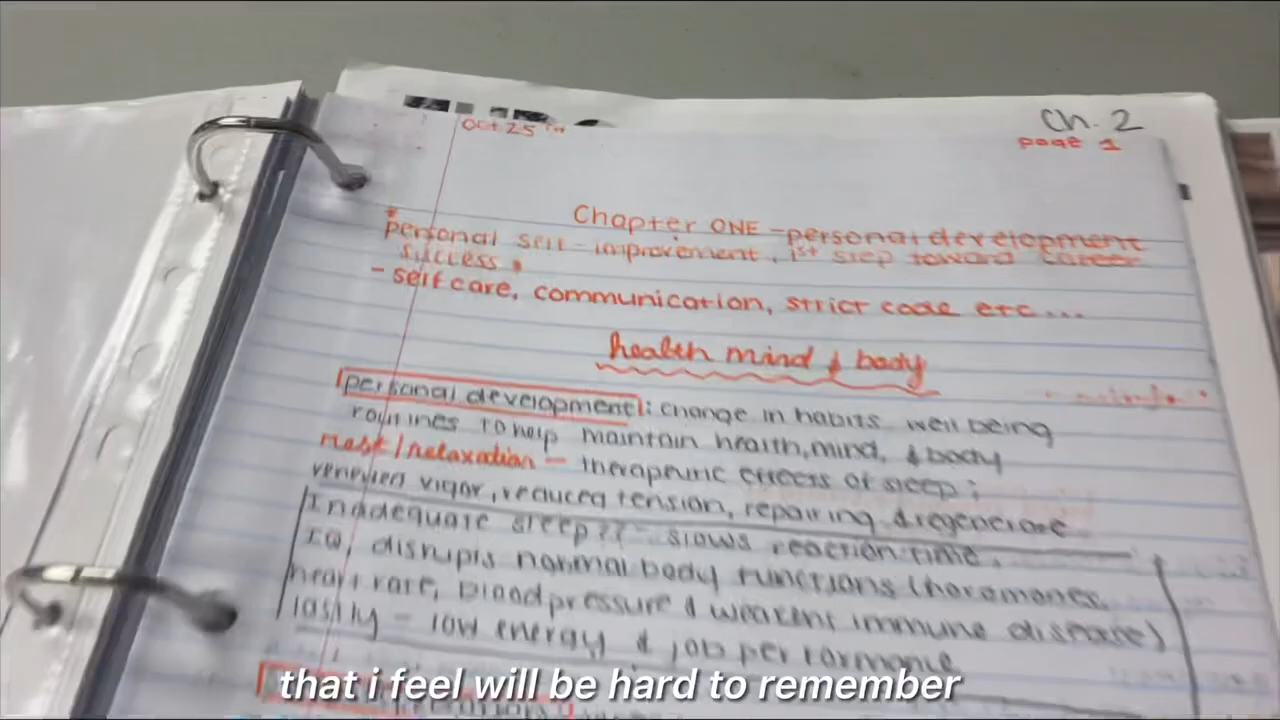 Ch. 2
Oct 25th
page 1
Chapter ONE - personal development
*personal self-improvement, 1st step toward career
success.
- self care, communication, strict code etc...
health mind & body
personal development: change in habits well being
routines to help maintain health, mind, & body
Rest/relaxation - therapeutic effects of sleep;
vigor, reduced tension, repairing & regenerate
Inadequate sleep?? - slows reaction time,
IQ, disrupts normal body functions (horomones,
heart rate, blood pressure & weakens immune disease)
lastly - low energy & job performance
that i feel will be hard to remember